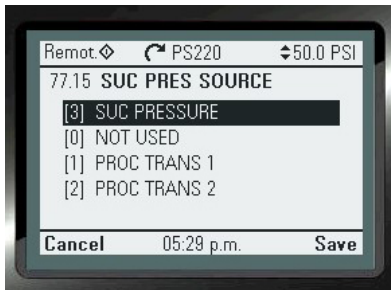 Remot. PS220 50.0 PSI
77.15 SUC PRES SOURCE
[3] SUC PRESSURE
[0] NOT USED
[1] PROC TRANS 1
[2] PROC TRANS 2
Cancel 05:29 p.m. Save